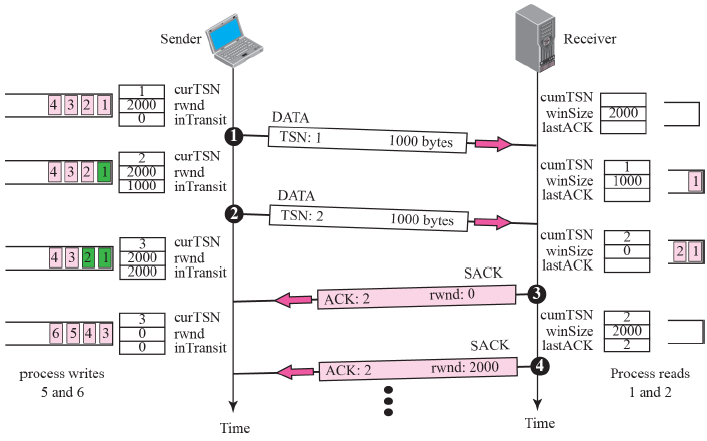 Sender
Receiver
4 3 2 1
1 curTSN
2000 rwnd
0 inTransit
cumTSN
winSize 2000
lastACK
1
DATA
TSN: 1 1000 bytes
4 3 2 1
2 curTSN
2000 rwnd
1000 inTransit
cumTSN 1
winSize 1000
lastACK
1
2
DATA
TSN: 2 1000 bytes
4 3 2 1
3 curTSN
2000 rwnd
2000 inTransit
cumTSN 2
winSize 0
lastACK
2 1
SACK
ACK: 2 rwnd: 0
3
6 5 4 3
3 curTSN
0 rwnd
0 inTransit
cumTSN 2
winSize 2000
lastACK 2
SACK
ACK: 2 rwnd: 2000
4
process writes
5 and 6
Process reads
1 and 2
Time
Time